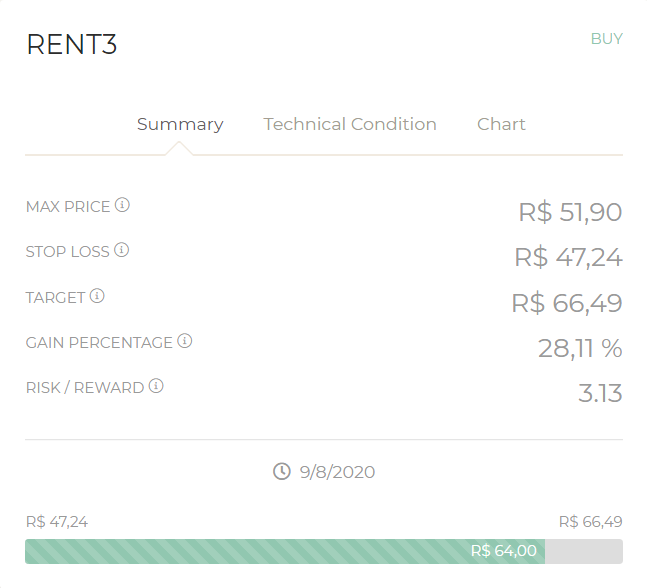 RENT3
BUY
Summary Technical Condition Chart
MAX PRICE R$ 51,90
STOP LOSS R$ 47,24
TARGET R$ 66,49
GAIN PERCENTAGE 28,11 %
RISK / REWARD 3.13
9/8/2020
R$ 47,24 R$ 66,49
R$ 64,00